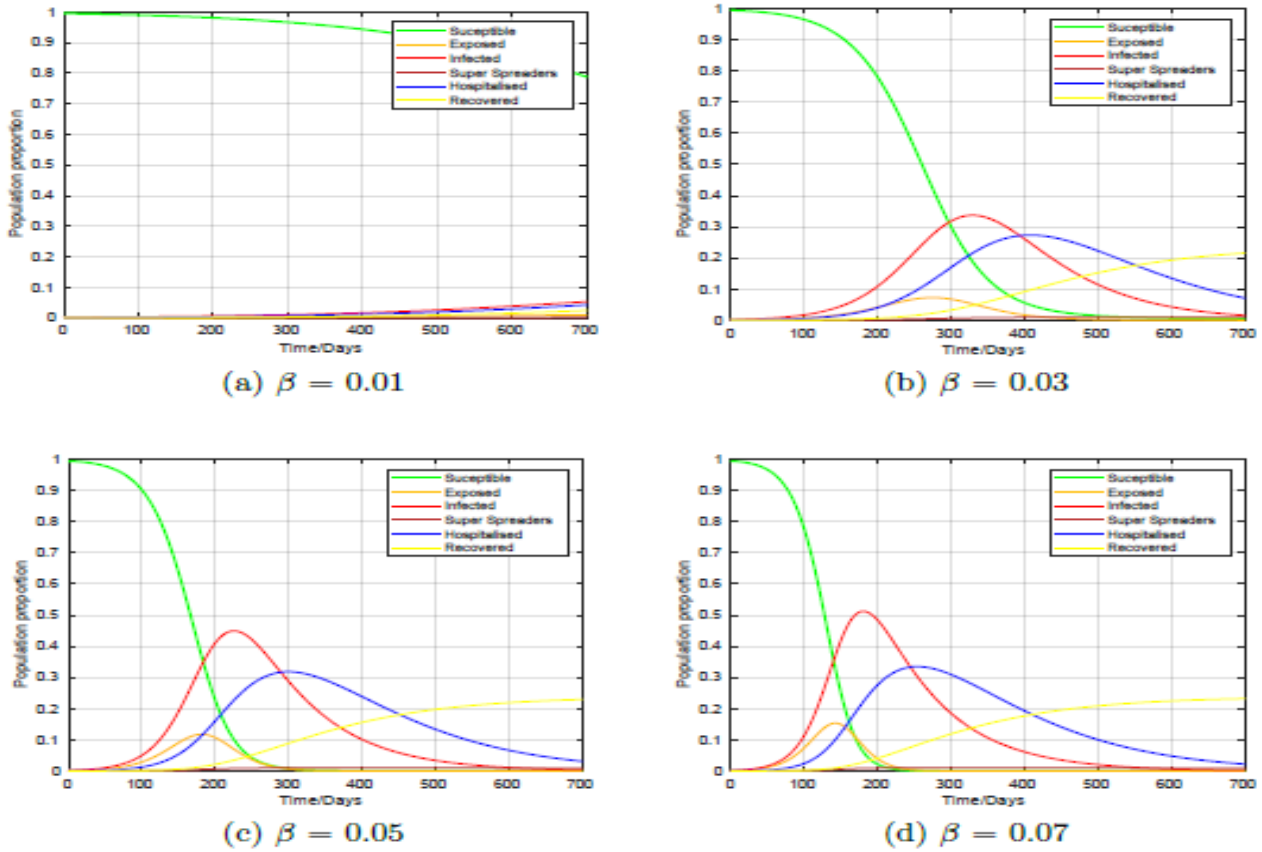 1
0.9
0.8
0.7
0.6
0.5
0.4
0.3
0.2
0.1
0
Population proportion
Suceptible
Exposed
Infected
Super Spreaders
Hospitalised
Recovered
0 100 200 300 400 500 600 700
Time/Days
(a) β = 0.01
1
0.9
0.8
0.7
0.6
0.5
0.4
0.3
0.2
0.1
0
Population proportion
Suceptible
Exposed
Infected
Super Spreaders
Hospitalised
Recovered
0 100 200 300 400 500 600 700
Time/Days
(b) β = 0.03
1
0.9
0.8
0.7
0.6
0.5
0.4
0.3
0.2
0.1
0
Population proportion
Suceptible
Exposed
Infected
Super Spreaders
Hospitalised
Recovered
0 100 200 300 400 500 600 700
Time/Days
(c) β = 0.05
1
0.9
0.8
0.7
0.6
0.5
0.4
0.3
0.2
0.1
0
Population proportion
Suceptible
Exposed
Infected
Super Spreaders
Hospitalised
Recovered
0 100 200 300 400 500 600 700
Time/Days
(d) β = 0.07